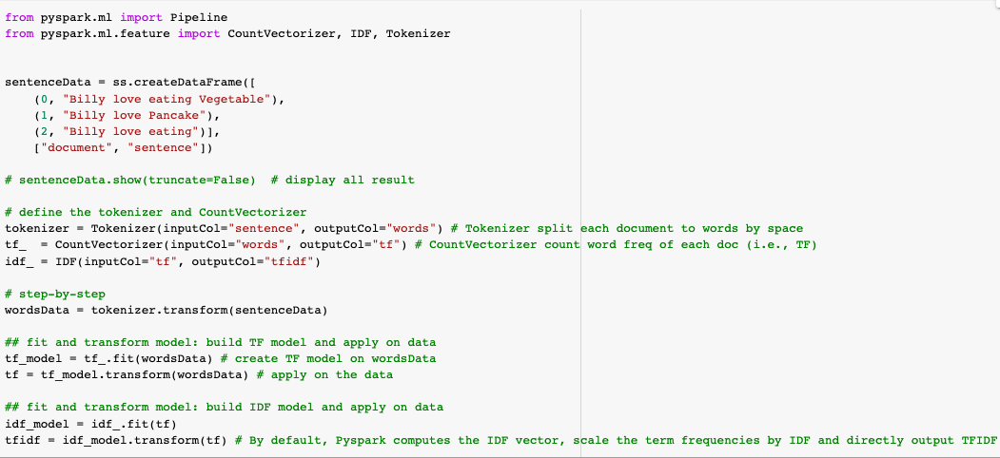 from pyspark.ml import Pipeline
from pyspark.ml.feature import CountVectorizer, IDF, Tokenizer
sentenceData = ss.createDataFrame([
    (0, "Billy love eating Vegetable"),
    (1, "Billy love Pancake"),
    (2, "Billy love eating")],
    ["document", "sentence"])
# sentenceData.show(truncate=False)  # display all result
# define the tokenizer and CountVectorizer
tokenizer = Tokenizer(inputCol="sentence", outputCol="words") # Tokenizer split each document to words by space
tf_  = CountVectorizer(inputCol="words", outputCol="tf") # CountVectorizer count word freq of each doc (i.e., TF)
idf_ = IDF(inputCol="tf", outputCol="tfidf")
# step-by-step
wordsData = tokenizer.transform(sentenceData)
## fit and transform model: build TF model and apply on data
tf_model = tf_.fit(wordsData) # create TF model on wordsData
tf = tf_model.transform(wordsData) # apply on the data
## fit and transform model: build IDF model and apply on data
idf_model = idf_.fit(tf)
tfidf = idf_model.transform(tf) # By default, Pyspark computes the IDF vector, scale the term frequencies by IDF and directly output TFIDF